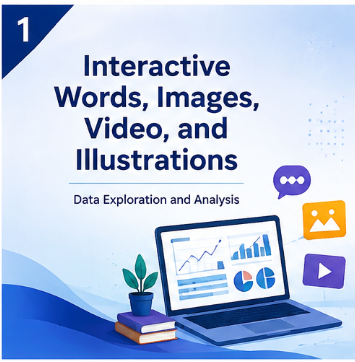 1
Interactive
Words, Images,
Video, and
Illustrations
Data Exploration and Analysis